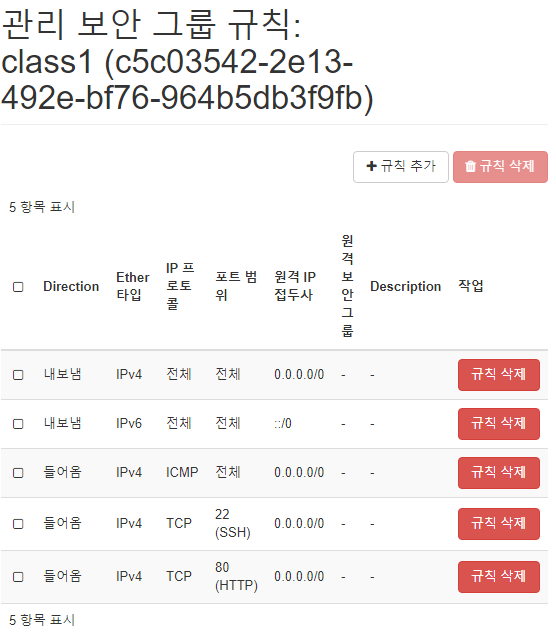 관리 보안 그룹 규칙:
class1 (c5c03542-2e13-
492e-bf76-964b5db3f9fb)
규칙 추가 규칙 삭제
5 항목 표시
Direction Ether 타입 IP 프로토콜 포트 범위 원격 IP 접두사 원격 보안 그룹 Description 작업
내보냄 IPv4 전체 전체 0.0.0.0/0 - - 규칙 삭제
내보냄 IPv6 전체 전체 ::/0 - - 규칙 삭제
들어옴 IPv4 ICMP 전체 0.0.0.0/0 - - 규칙 삭제
들어옴 IPv4 TCP 22 (SSH) 0.0.0.0/0 - - 규칙 삭제
들어옴 IPv4 TCP 80 (HTTP) 0.0.0.0/0 - - 규칙 삭제
5 항목 표시